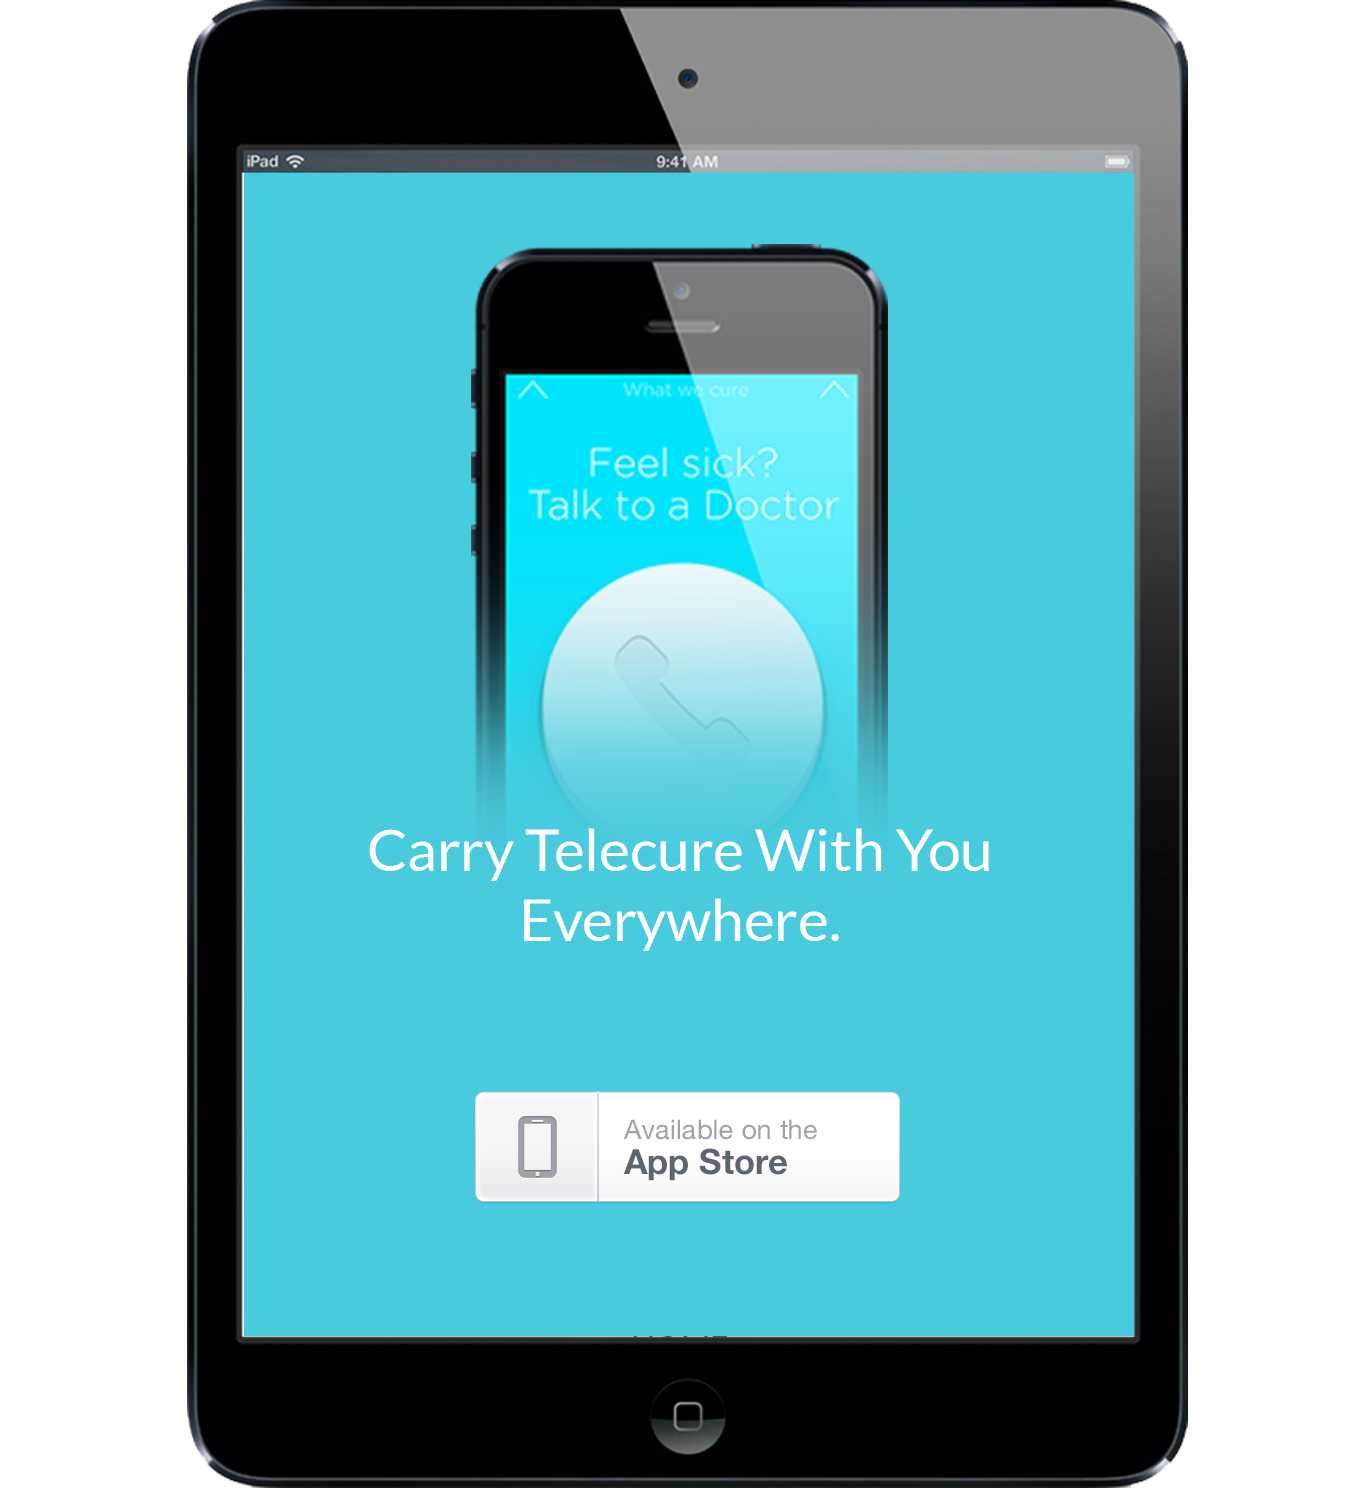 iPad 9:41 AM
What we cure
Feel sick?
Talk to a Doctor
Carry Telecure With You
Everywhere.
Available on the
App Store